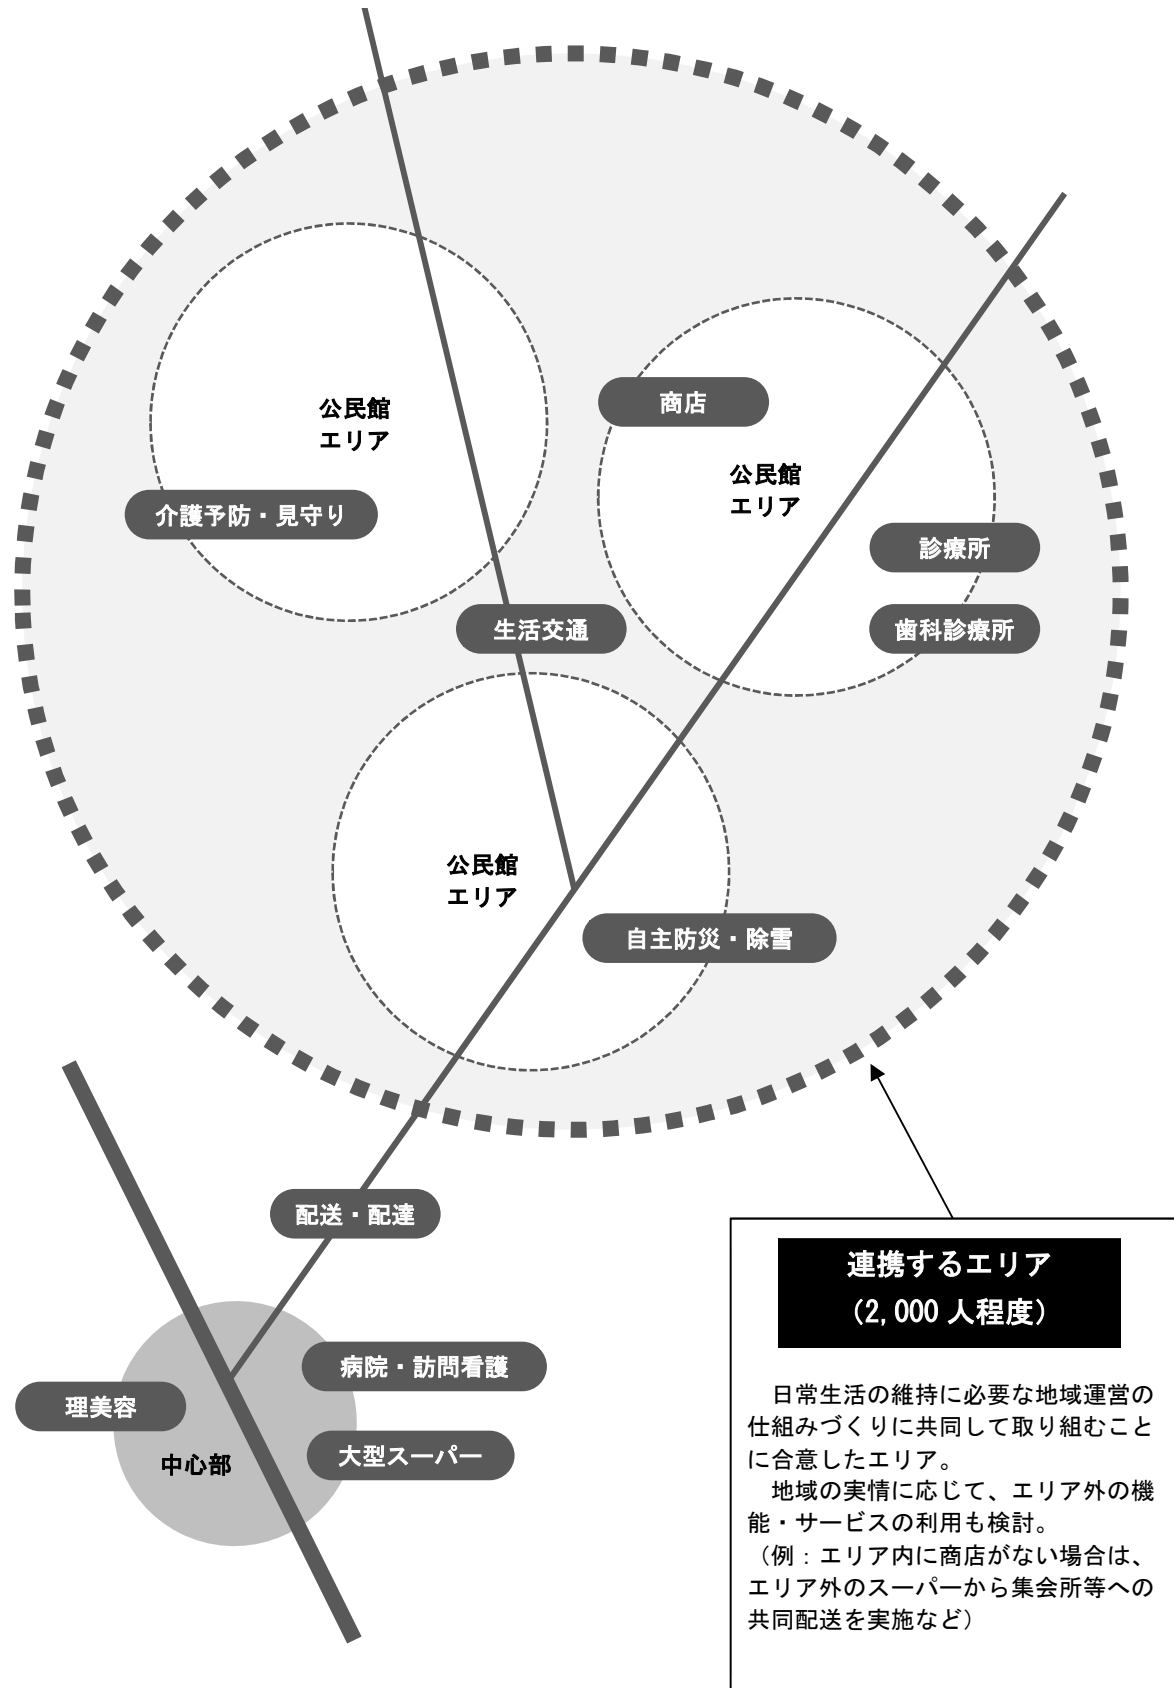 公民館
エリア
商店
公民館
エリア
介護予防・見守り
診療所
生活交通
歯科診療所
公民館
エリア
自主防災・除雪
配送・配達
病院・訪問看護
理美容
大型スーパー
中心部
連携するエリア
（2,000 人程度）
　日常生活の維持に必要な地域運営の
仕組みづくりに共同して取り組むこと
に合意したエリア。
　地域の実情に応じて、エリア外の機
能・サービスの利用も検討。
（例：エリア内に商店がない場合は、
エリア外のスーパーから集会所等への
共同配送を実施など）